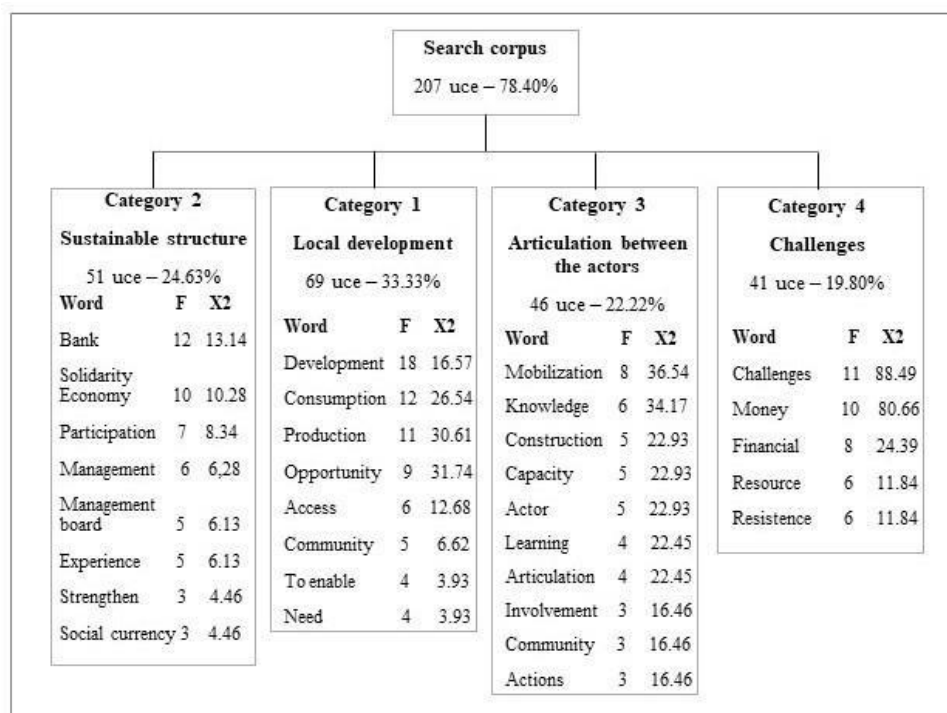 Search corpus
207 uce – 78.40%
Category 2
Sustainable structure
51 uce – 24.63%
Word F X2
Bank 12 13.14
Solidarity
Economy 10 10.28
Participation 7 8.34
Management 6 6,28
Management
board 5 6.13
Experience 5 6.13
Strengthen 3 4.46
Social currency 3 4.46
Category 1
Local development
69 uce – 33.33%
Word F X2
Development 18 16.57
Consumption 12 26.54
Production 11 30.61
Opportunity 9 31.74
Access 6 12.68
Community 5 6.62
To enable 4 3.93
Need 4 3.93
Category 3
Articulation between
the actors
46 uce – 22.22%
Word F X2
Mobilization 8 36.54
Knowledge 6 34.17
Construction 5 22.93
Capacity 5 22.93
Actor 5 22.93
Learning 4 22.45
Articulation 4 22.45
Involvement 3 16.46
Community 3 16.46
Actions 3 16.46
Category 4
Challenges
41 uce – 19.80%
Word F X2
Challenges 11 88.49
Money 10 80.66
Financial 8 24.39
Resource 6 11.84
Resistence 6 11.84